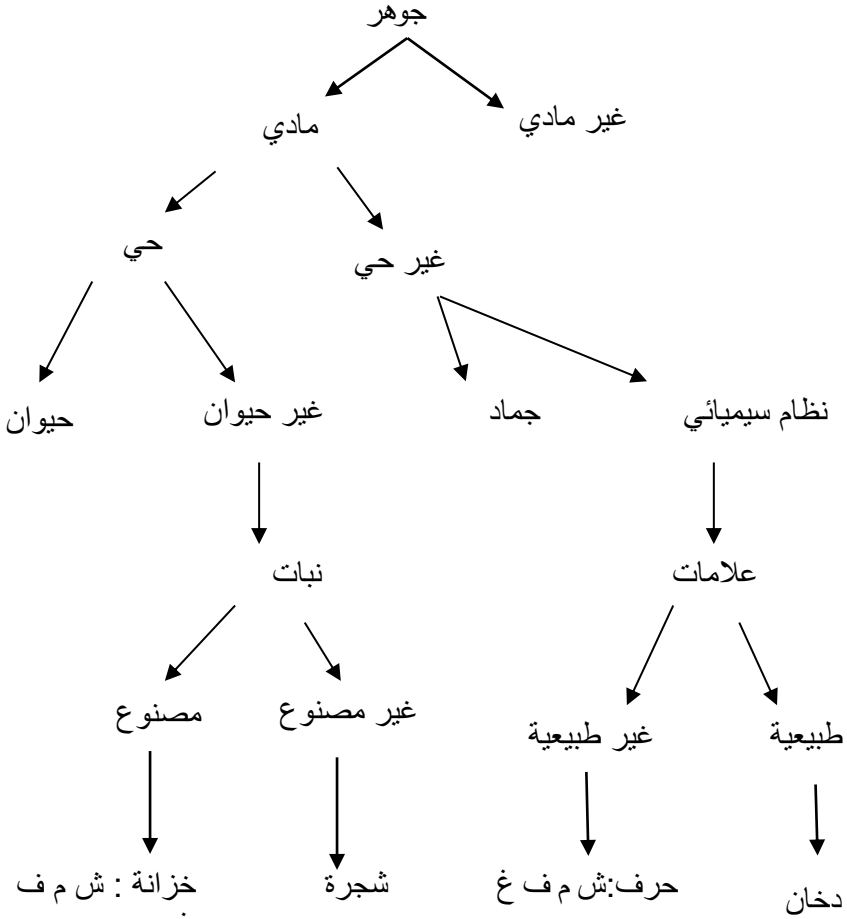 جوهر
غير مادي
مادي
غير حي
حي
نظام سيميائي
جماد
غير حيوان
حيوان
علامات
نبات
طبيعية
غير طبيعية
غير مصنوع
مصنوع
دخان
حرف:ش م ف غ
شجرة
خزانة : ش م ف